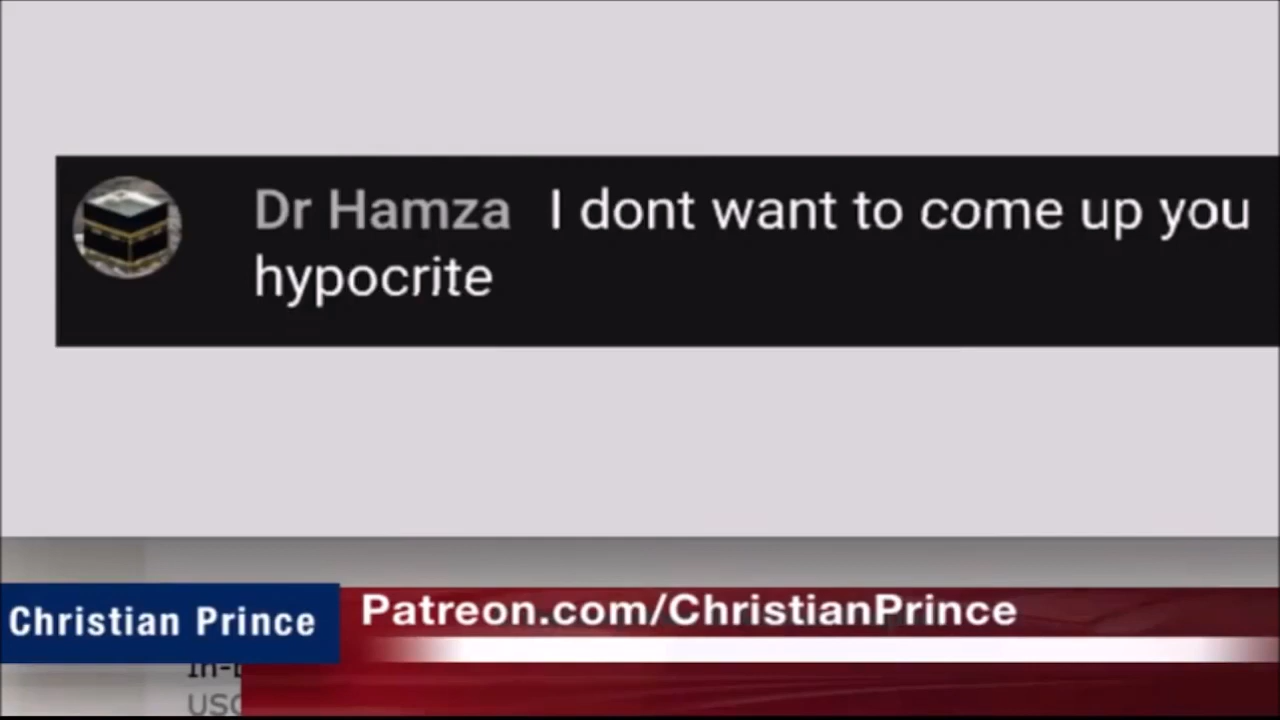 Dr Hamza I dont want to come up you
hypocrite
Christian Prince
Patreon.com/ChristianPrince